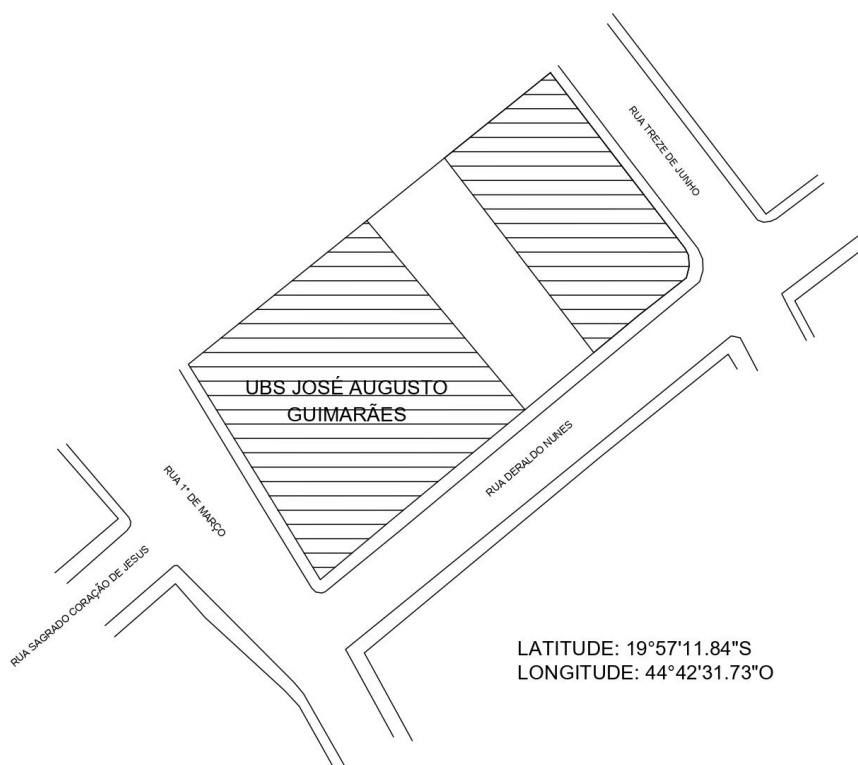 RUA TREZE DE JUNHO
UBS JOSÉ AUGUSTO
GUIMARÃES
RUA DERALDO NUNES
RUA 1° DE MARÇO
RUA SAGRADO CORAÇÃO DE JESUS
LATITUDE: 19°57'11.84"S
LONGITUDE: 44°42'31.73"O